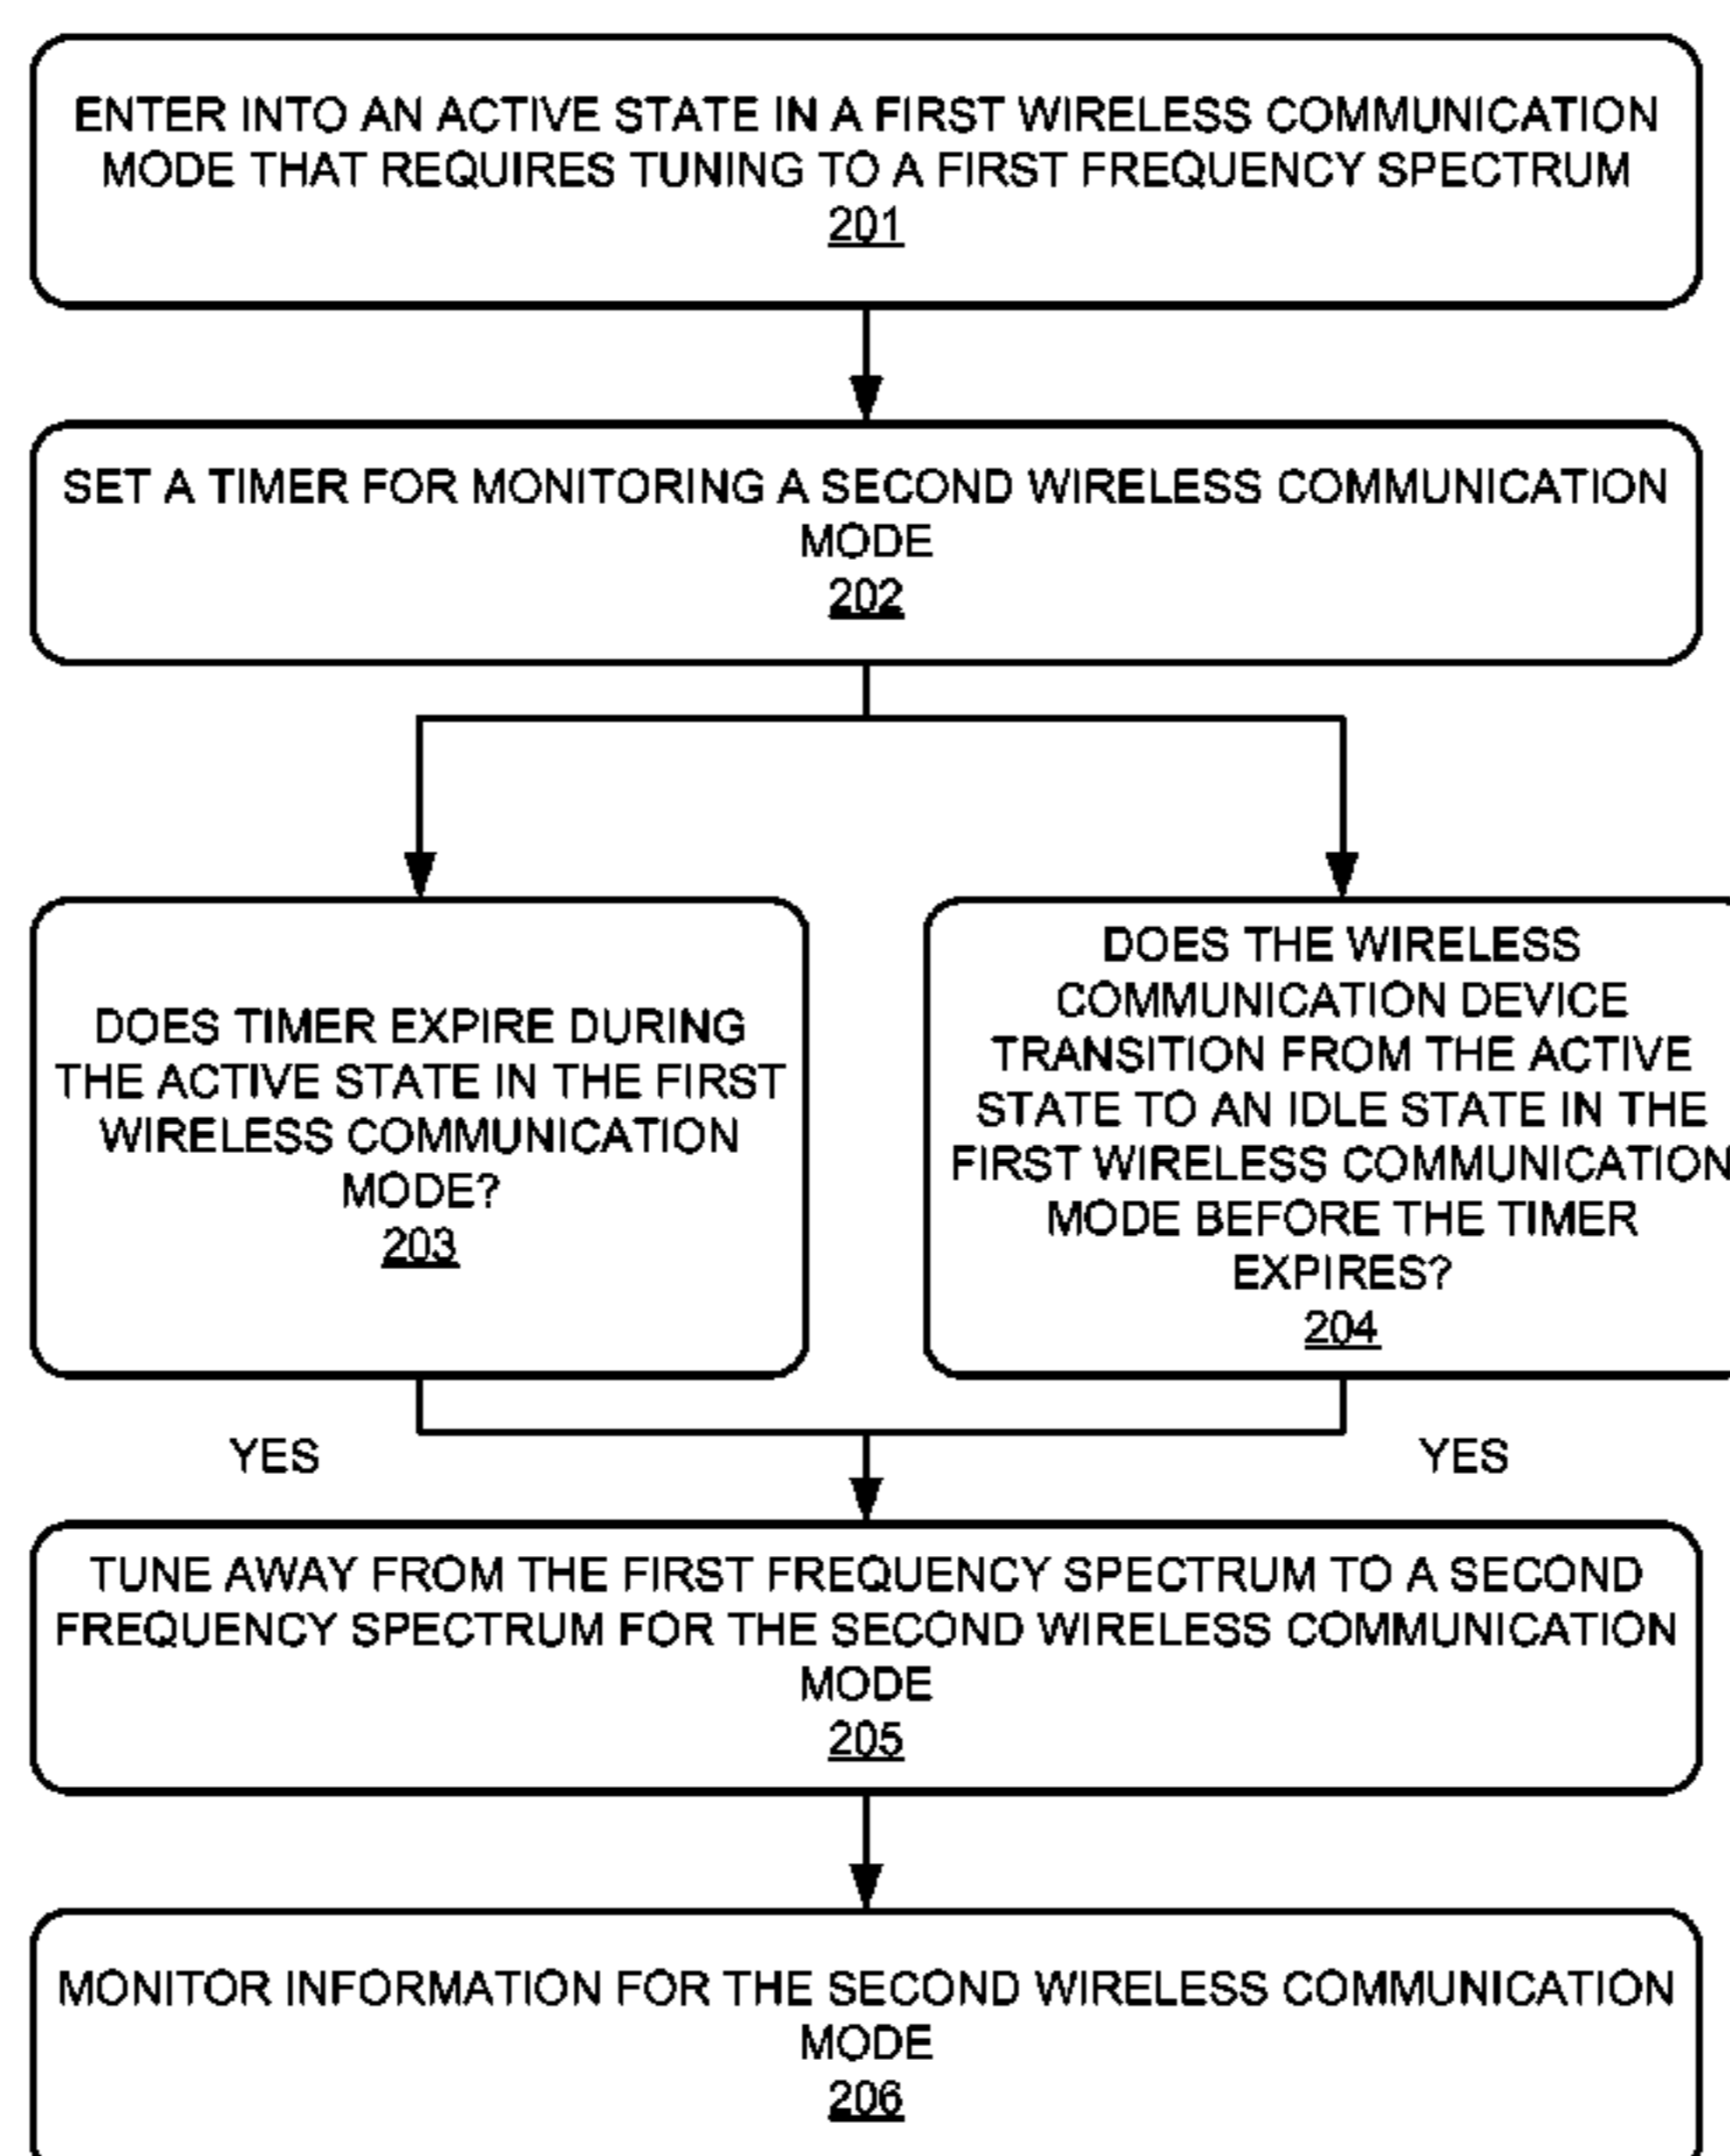 ENTER INTO AN ACTIVE STATE IN A FIRST WIRELESS COMMUNICATION
MODE THAT REQUIRES TUNING TO A FIRST FREQUENCY SPECTRUM
201
SET A TIMER FOR MONITORING A SECOND WIRELESS COMMUNICATION
MODE
202
DOES TIMER EXPIRE DURING
THE ACTIVE STATE IN THE FIRST
WIRELESS COMMUNICATION
MODE?
203
DOES THE WIRELESS
COMMUNICATION DEVICE
TRANSITION FROM THE ACTIVE
STATE TO AN IDLE STATE IN THE
FIRST WIRELESS COMMUNICATION
MODE BEFORE THE TIMER
EXPIRES?
204
YES
YES
TUNE AWAY FROM THE FIRST FREQUENCY SPECTRUM TO A SECOND
FREQUENCY SPECTRUM FOR THE SECOND WIRELESS COMMUNICATION
MODE
205
MONITOR INFORMATION FOR THE SECOND WIRELESS COMMUNICATION
MODE
206